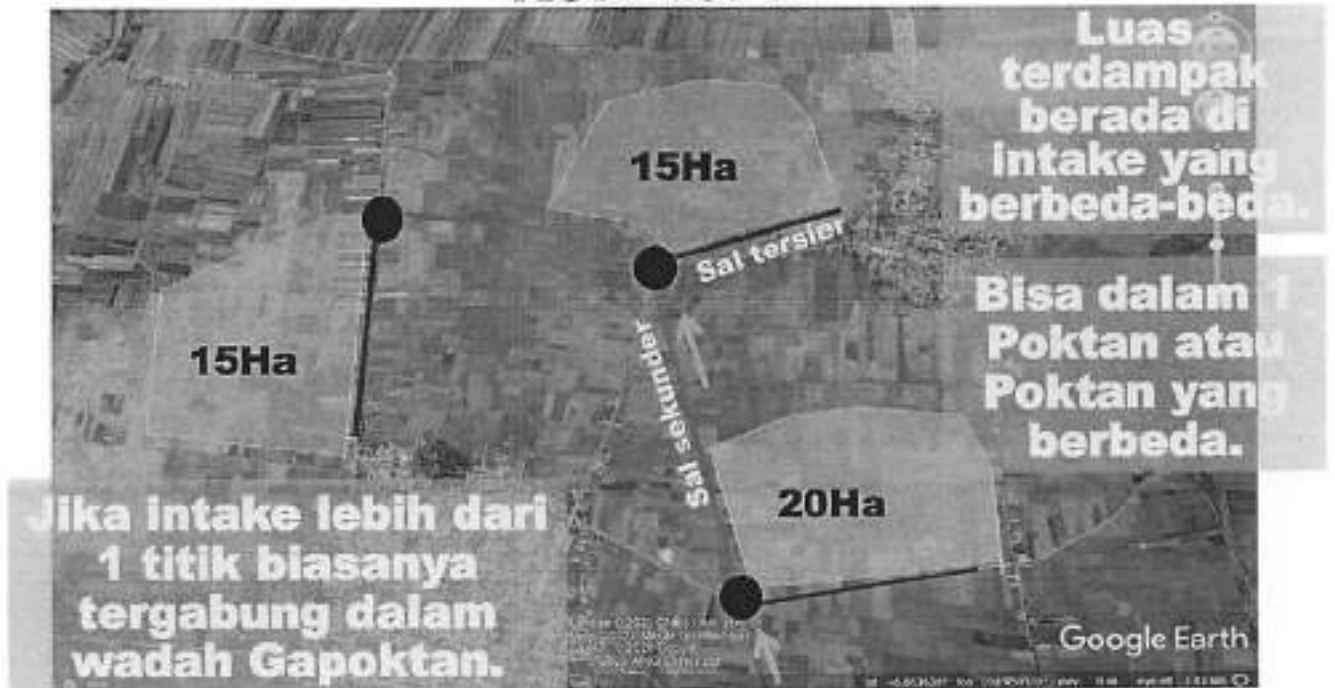 Luas
terdampak
berada di
intake yang
berbeda-beda.
15Ha
Sal tersier
15Ha
Sal sekunder
Bisa dalam 1
Poktan atau
Poktan yang
berbeda.
20Ha
Jika intake lebih dari
1 titik biasanya
tergabung dalam
wadah Gapoktan.
Google Earth